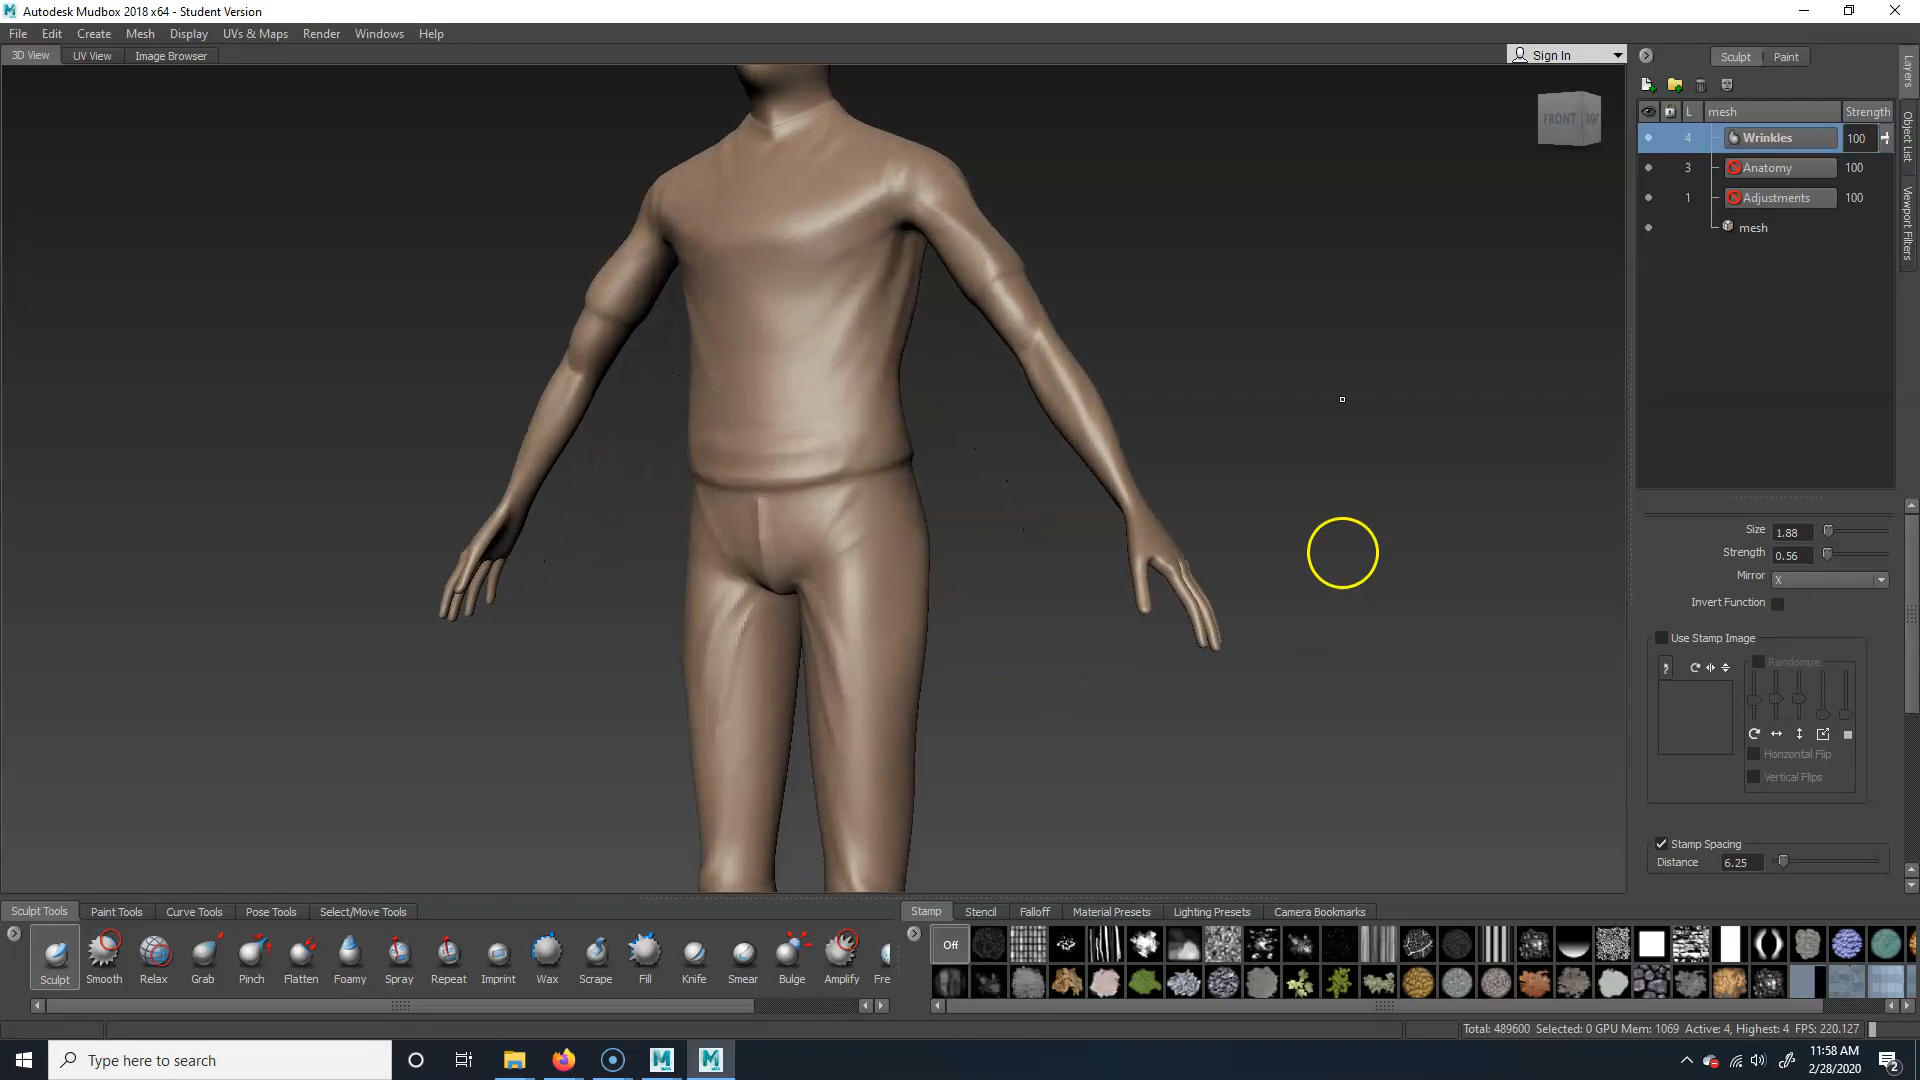 Autodesk Mudbox 2018 x64 - Student Version
File Edit Create Mesh Display UVs & Maps Render Windows Help
3D View UV View Image Browser
Sign In
Sculpt Paint
L mesh Strength
4 Wrinkles 100
3 Anatomy 100
1 Adjustments 100
mesh
Layers
Object List
Viewport Filters
FRONT
Size 1.88
Strength 0.56
Mirror X
Invert Function
Use Stamp Image
Randomize
Horizontal Flip
Vertical Flips
Stamp Spacing
Distance 6.25
Sculpt Tools Paint Tools Curve Tools Pose Tools Select/Move Tools
Stamp Stencil Falloff Material Presets Lighting Presets Camera Bookmarks
Off
Sculpt Smooth Relax Grab Pinch Flatten Foamy Spray Repeat Imprint Wax Scrape Fill Knife Smear Bulge Amplify Fre
Total: 489600 Selected: 0 GPU Mem: 1069 Active: 4, Highest: 4 FPS: 220.127
Type here to search
11:58 AM
2/28/2020
2